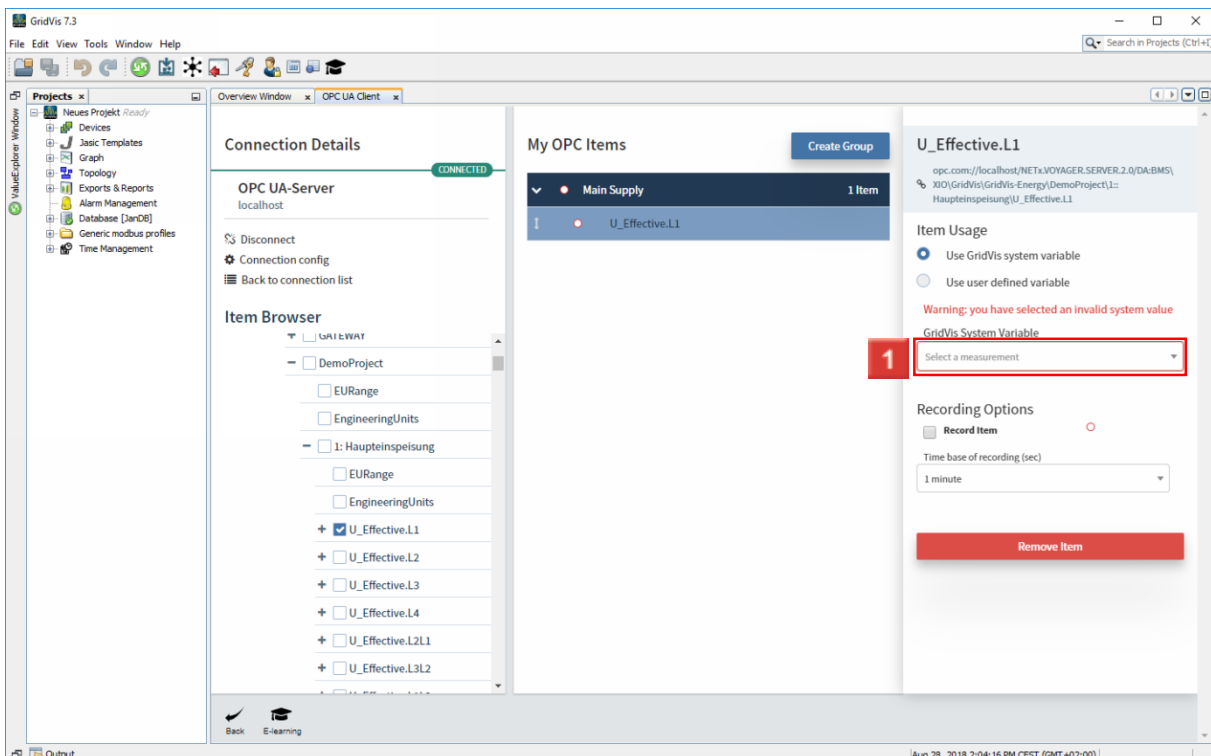 GridVis 7.3
File Edit View Tools Window Help
Search in Projects (Ctrl+I)
Projects
Overview Window
OPC UA Client
ValueExplorer Window
Neues Projekt Ready
Devices
Jasic Templates
Graph
Topology
Exports & Reports
Alarm Management
Database [JanDB]
Generic modbus profiles
Time Management
Connection Details
CONNECTED
OPC UA-Server
localhost
Disconnect
Connection config
Back to connection list
Item Browser
GATEWAY
DemoProject
EURange
EngineeringUnits
1: Haupteinspeisung
EURange
EngineeringUnits
U_Effective.L1
U_Effective.L2
U_Effective.L3
U_Effective.L4
U_Effective.L2L1
U_Effective.L3L2
Back
E-learning
My OPC Items
Create Group
Main Supply
1 Item
U_Effective.L1
U_Effective.L1
opc.com://localhost/NETx.VOYAGER.SERVER.2.0/DA:BMS\
XIO\GridVis\GridVis-Energy\DemoProject\1::
Haupteinspeisung\U_Effective.L1
Item Usage
Use GridVis system variable
Use user defined variable
Warning: you have selected an invalid system value
GridVis System Variable
1
Select a measurement
Recording Options
Record Item
Time base of recording (sec)
1 minute
Remove Item
Output
Aug 28, 2018 2:04:16 PM CEST (GMT+02:00)